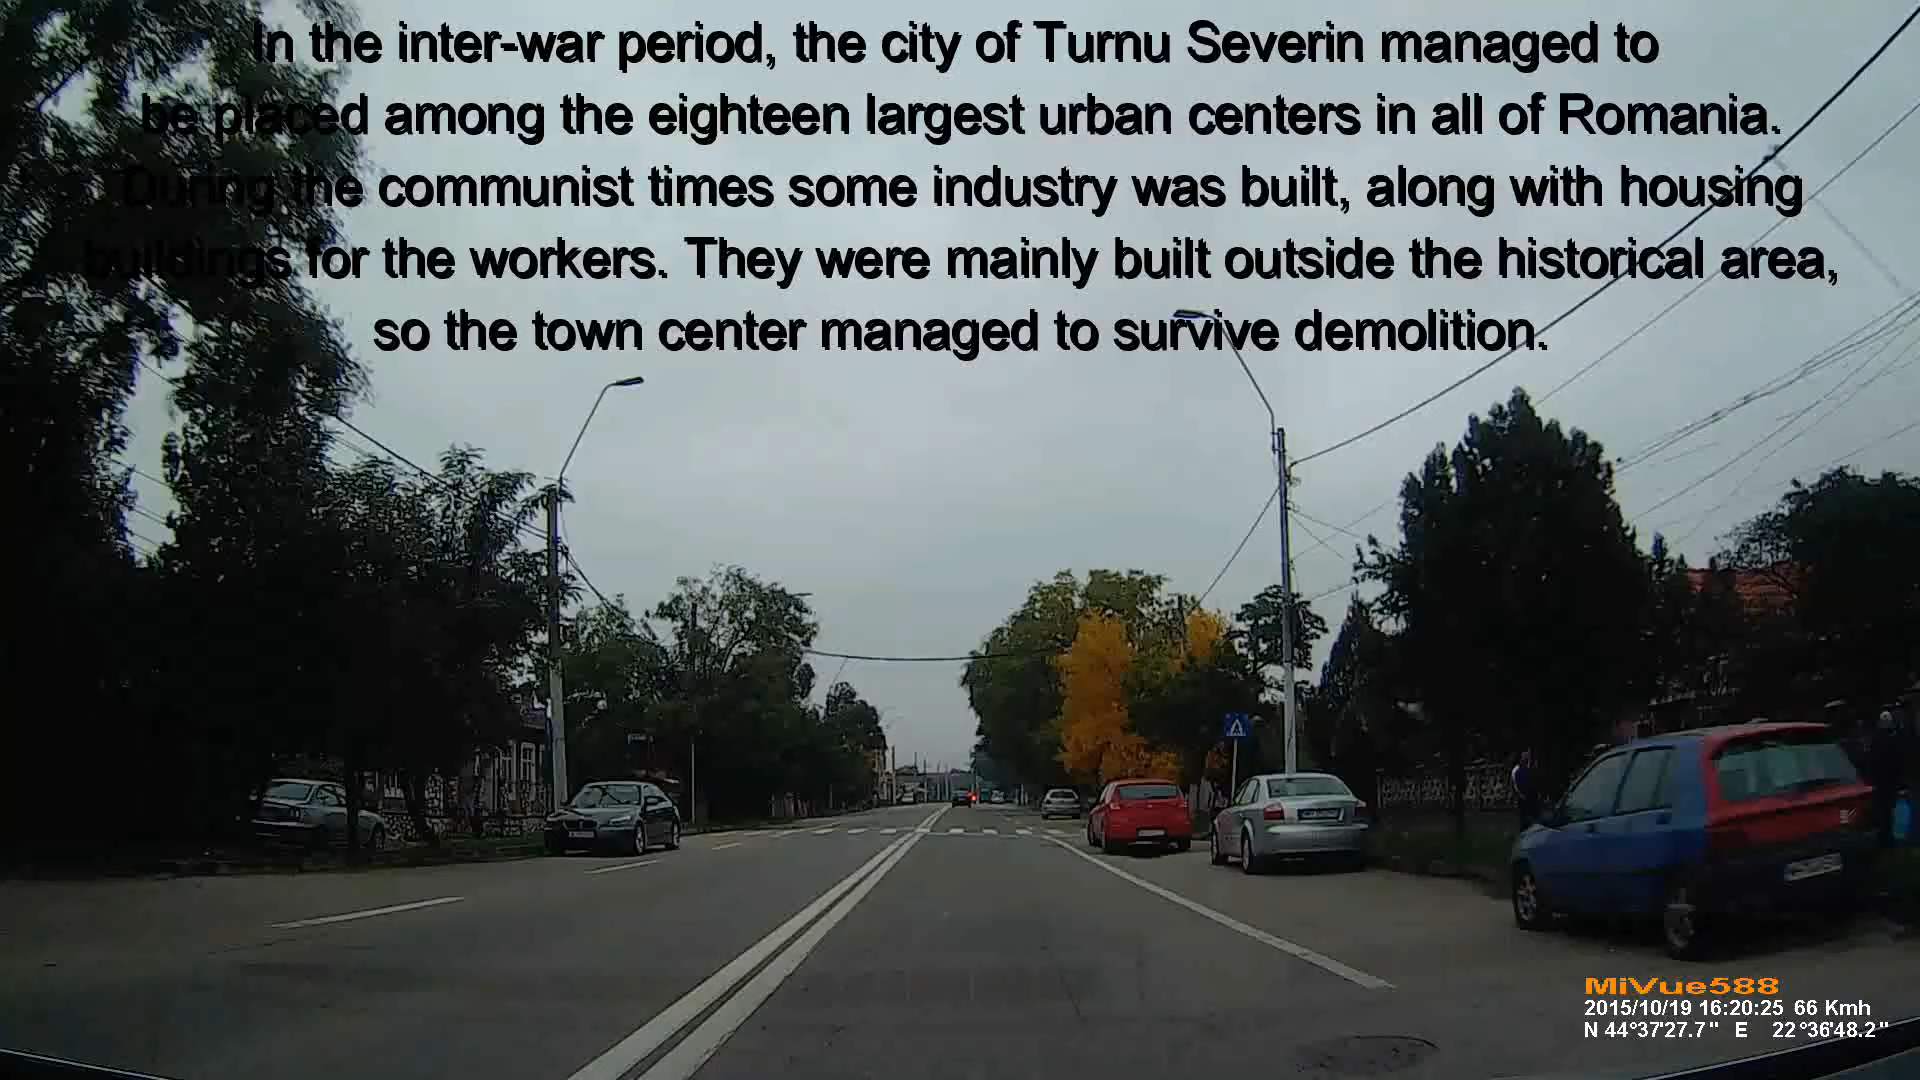 In the inter-war period, the city of Turnu Severin managed to
be placed among the eighteen largest urban centers in all of Romania.
During the communist times some industry was built, along with housing
buildings for the workers. They were mainly built outside the historical area,
so the town center managed to survive demolition.
MiVue588
2015/10/19 16:20:25 66 Kmh
N 44°37'27.7" E 22°36'48.2"